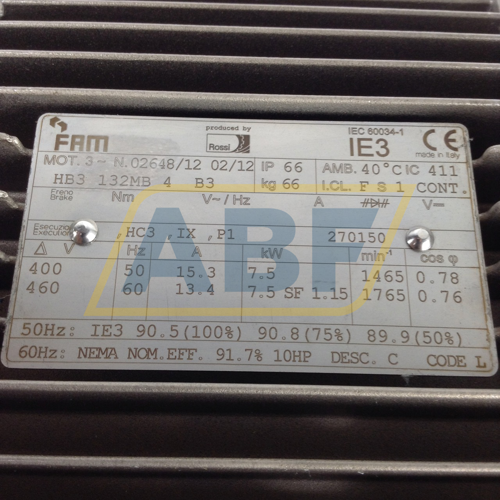 FAM
produced by
Rossi
IEC 60034-1
IE3
CE
made in Italy
MOT. 3~ N.02648/12 02/12 IP 66 AMB. 40°C IC 411
HB3 132MB 4 B3 kg 66 I.CL. F S 1 CONT.
Freno
Brake Nm V~/Hz A V=
Esecuzione
Execution ,HC3 ,IX ,P1 270150
Δ V Hz A kW min-¹ cos φ
400 50 15.3 7.5 1465 0.78
460 60 13.4 7.5 SF 1.15 1765 0.76
50Hz: IE3 90.5(100%) 90.8(75%) 89.9(50%)
60Hz: NEMA NOM.EFF. 91.7% 10HP DESC. C CODE L
ABF